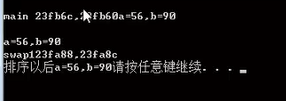 main 23fb6c,23fb60a=56,b=90
a=56,b=90
swap123fa88,23fa8c
排序以后a=56,b=90请按任意键继续. . .